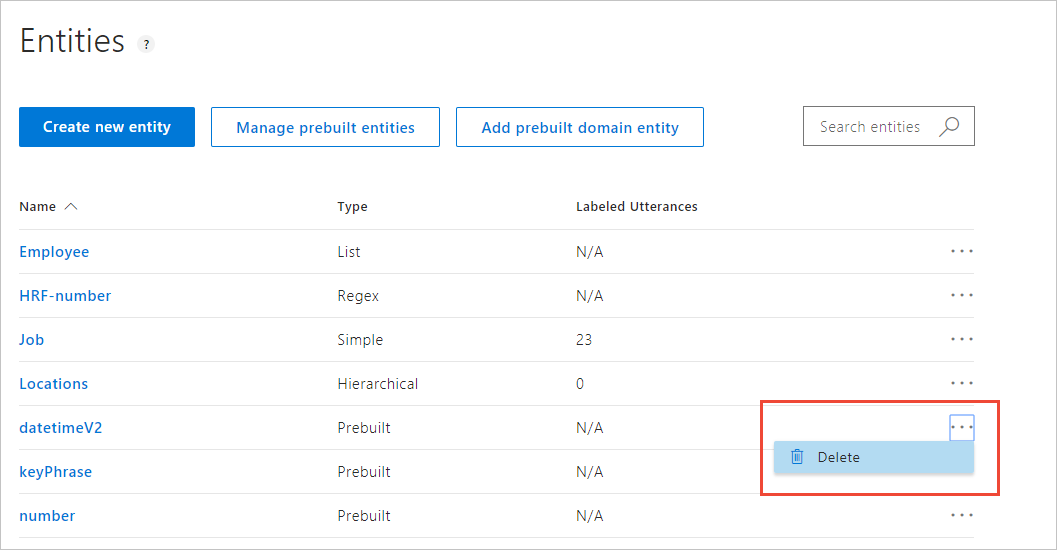 Entities ?
Create new entity Manage prebuilt entities Add prebuilt domain entity Search entities
Name Type Labeled Utterances
Employee List N/A ...
HRF-number Regex N/A ...
Job Simple 23 ...
Locations Hierarchical 0 ...
datetimeV2 Prebuilt N/A ...
Delete
keyPhrase Prebuilt N/A
number Prebuilt N/A ...